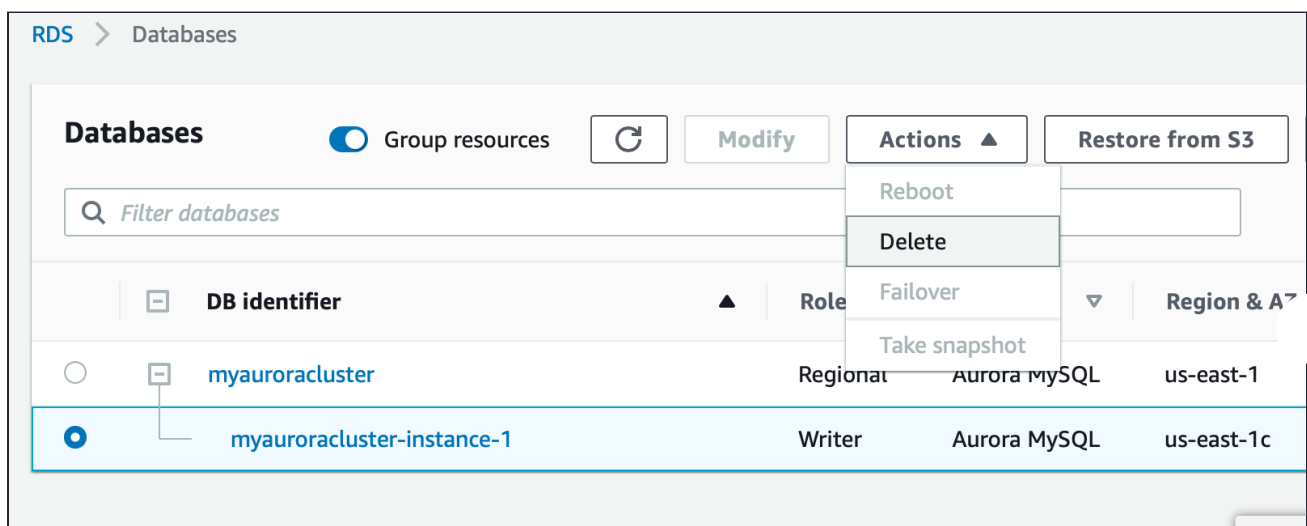 RDS > Databases
Databases Group resources Modify Actions ▲ Restore from S3
Reboot
Filter databases
Delete
Failover
DB identifier ▲ Role ▽ Region &
Take snapshot
myauroracluster Regional Aurora MySQL us-east-1
myauroracluster-instance-1 Writer Aurora MySQL us-east-1c